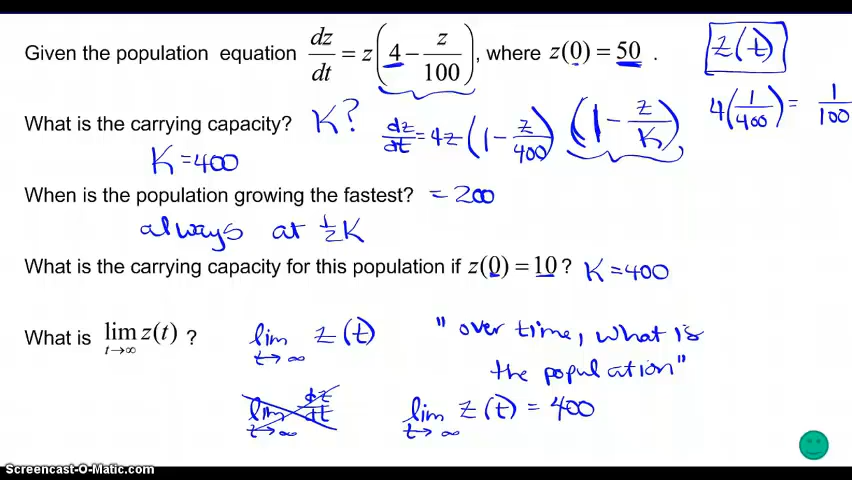 Given the population equation dz/dt = z(4 − z/100), where z(0) = 50 .
z(t)
4(1/400) = 1/100
What is the carrying capacity? K?
dz/dt = 4z(1 − z/400) (1 − z/K)
K = 400
When is the population growing the fastest? = 200
always at ½K
What is the carrying capacity for this population if z(0) = 10 ? K = 400
What is lim t→∞ z(t) ? lim t→∞ z(t) "over time, what is
the population"
lim t→∞ dz/dt lim t→∞ z(t) = 400
Screencast-O-Matic.com